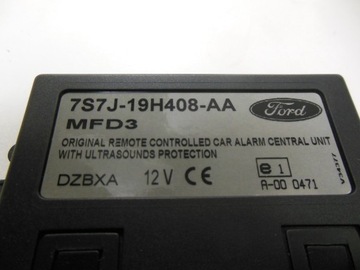 7S7J-19H408-AA
Ford
MFD3
ORIGINAL REMOTE CONTROLLED CAR ALARM CENTRAL UNIT
WITH ULTRASOUNDS PROTECTION
DZBXA 12V CE
e1
A-00 0471
V34377